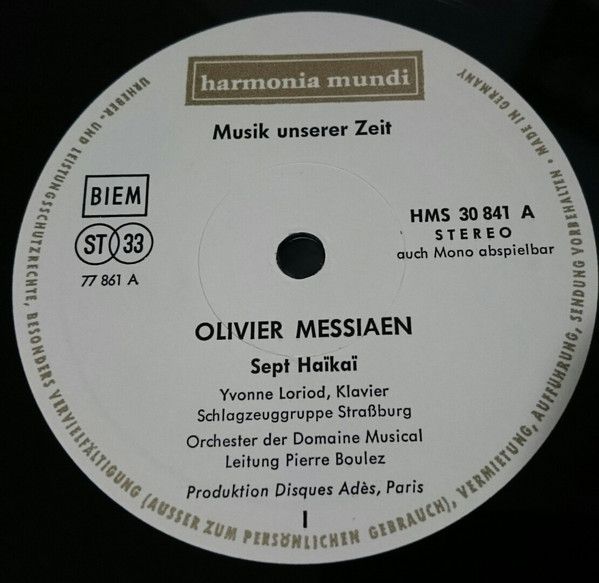 harmonia mundi
Musik unserer Zeit
BIEM
ST 33
77 861 A
HMS 30 841 A
STEREO
auch Mono abspielbar
OLIVIER MESSIAEN
Sept Haïkaï
Yvonne Loriod, Klavier
Schlagzeuggruppe Straßburg
Orchester der Domaine Musical
Leitung Pierre Boulez
Produktion Disques Adès, Paris
I
URHEBER- UND LEISTUNGSSCHUTZRECHTE, BESONDERS VERVIELFÄLTIGUNG (AUSSER ZUM PERSÖNLICHEN GEBRAUCH), VERMIETUNG, AUFFÜHRUNG, SENDUNG VORBEHALTEN • MADE IN GERMANY